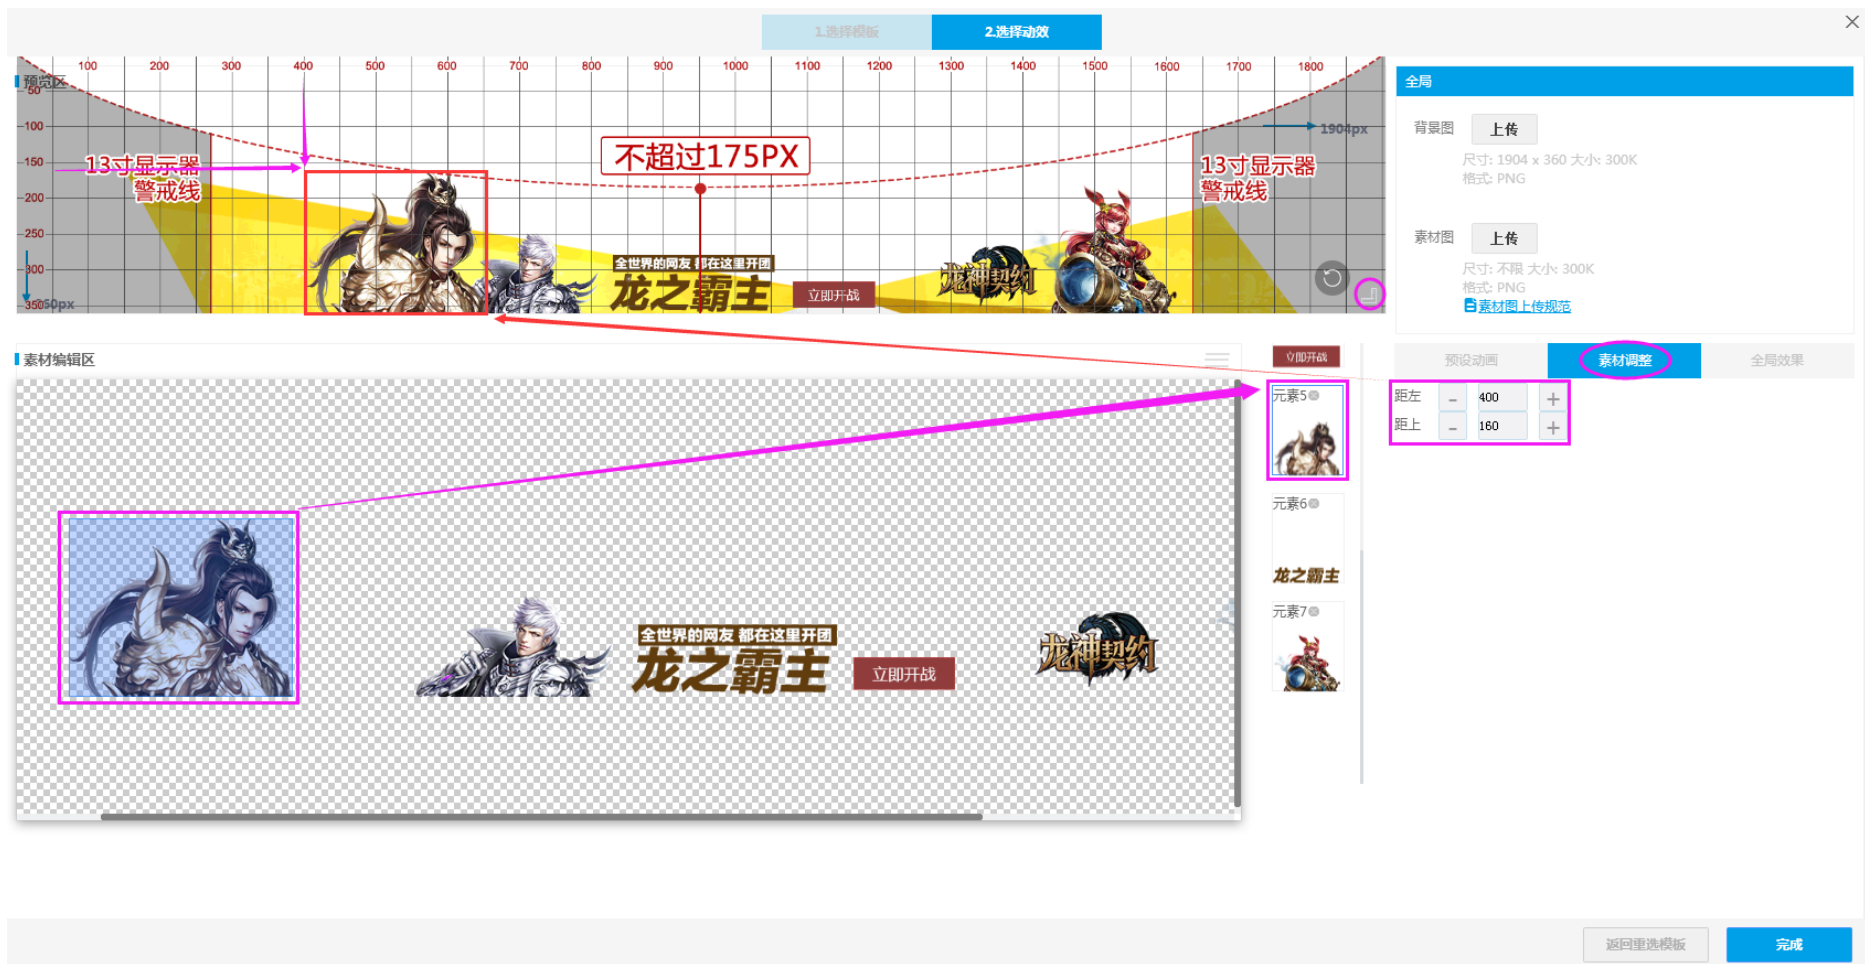 1.选择模板
2.选择动效
预览区
100 200 300 400 500 600 700 800 900 1000 1100 1200 1300 1400 1500 1600 1700 1800
50
100
150
200
250
300
350
13寸显示器
警戒线
不超过175PX
13寸显示器
警戒线
1904px
全世界的网友 都在这里开团
龙之霸主
立即开战
龙神契约
全局
背景图
上传
尺寸: 1904 x 360 大小: 300K
格式: PNG
素材图
上传
尺寸: 不限 大小: 300K
格式: PNG
素材图上传规范
素材编辑区
全世界的网友 都在这里开团
龙之霸主
立即开战
龙神契约
立即开战
元素5
元素6
龙之霸主
元素7
预设动画
素材调整
全局效果
距左 - 400 +
距上 - 160 +
返回重选模板
完成